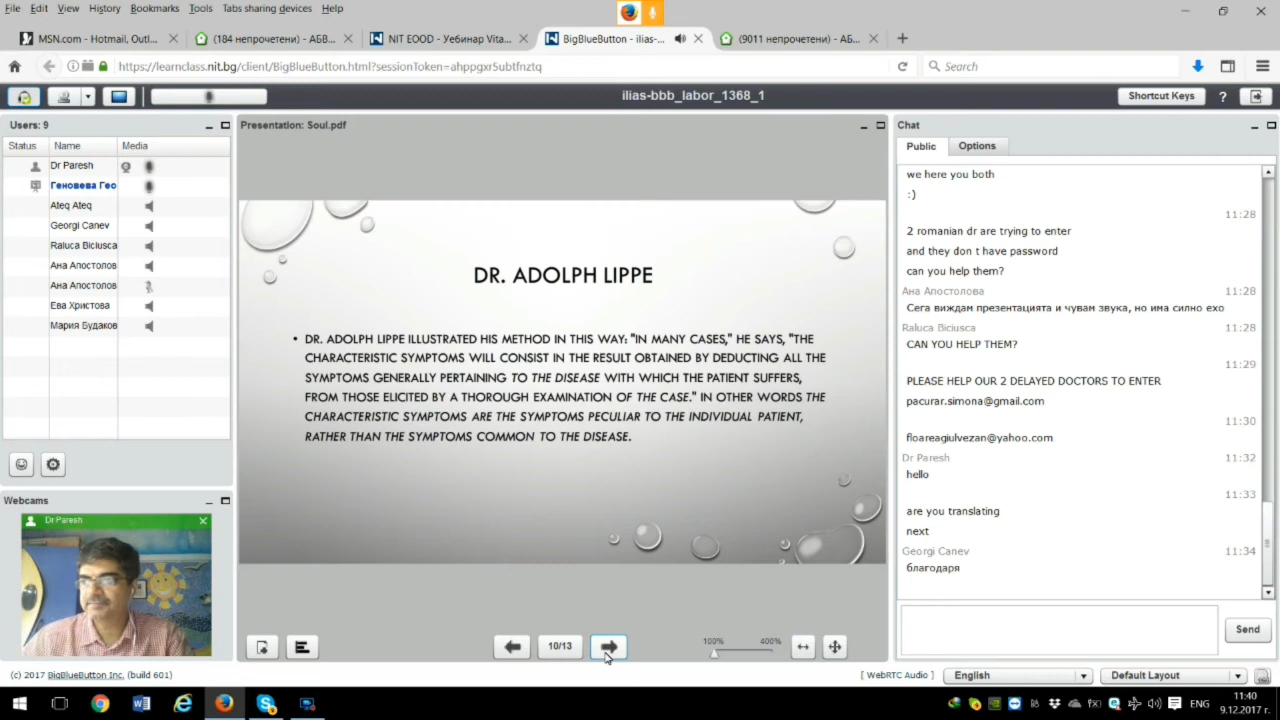 File Edit View History Bookmarks Tools Tabs sharing devices Help
MSN.com - Hotmail, Outl...
(184 непрочетени) - АБВ...
NIT EOOD - Уебинар Vita...
BigBlueButton - ilias-...
(9011 непрочетени) - АБ...
https://learnclass.nit.bg/client/BigBlueButton.html?sessionToken=ahppgxr5ubtfnztq
Search
ilias-bbb_labor_1368_1
Shortcut Keys
?
Users: 9
Status Name Media
Dr Paresh
Геновева Гео
Ateq Ateq
Georgi Canev
Raluca Biciusca
Ана Апостолов
Ана Апостолов
Ева Христова
Мария Будаков
Webcams
Dr Paresh
Presentation: Soul.pdf
DR. ADOLPH LIPPE
• DR. ADOLPH LIPPE ILLUSTRATED HIS METHOD IN THIS WAY: "IN MANY CASES," HE SAYS, "THE
CHARACTERISTIC SYMPTOMS WILL CONSIST IN THE RESULT OBTAINED BY DEDUCTING ALL THE
SYMPTOMS GENERALLY PERTAINING TO THE DISEASE WITH WHICH THE PATIENT SUFFERS,
FROM THOSE ELICITED BY A THOROUGH EXAMINATION OF THE CASE." IN OTHER WORDS THE
CHARACTERISTIC SYMPTOMS ARE THE SYMPTOMS PECULIAR TO THE INDIVIDUAL PATIENT,
RATHER THAN THE SYMPTOMS COMMON TO THE DISEASE.
10/13
100% 400%
Chat
Public Options
we here you both
:)
11:28
2 romanian dr are trying to enter
and they don t have password
can you help them?
Ана Апостолова 11:28
Сега виждам презентацията и чувам звука, но има силно ехо
Raluca Biciusca 11:28
CAN YOU HELP THEM?
11:29
PLEASE HELP OUR 2 DELAYED DOCTORS TO ENTER
pacurar.simona@gmail.com
11:30
floareagiulvezan@yahoo.com
Dr Paresh 11:32
hello
11:33
are you translating
next
Georgi Canev 11:34
благодаря
Send
(c) 2017 BigBlueButton Inc. (build 601)
[ WebRTC Audio ]
English
Default Layout
ENG
11:40
9.12.2017 г.